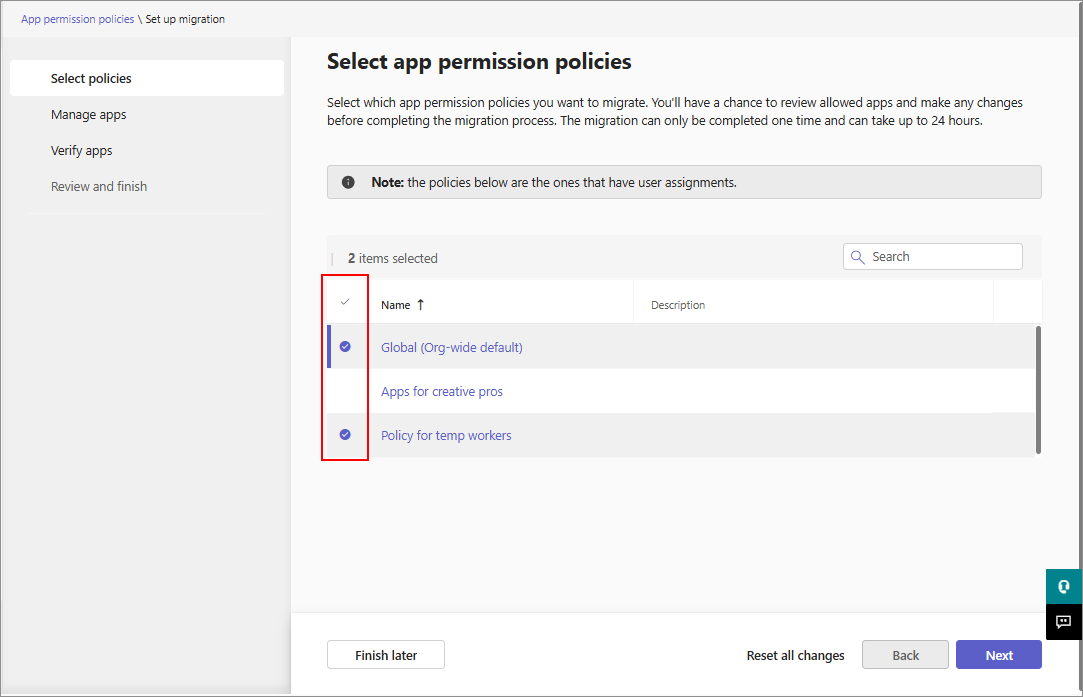 App permission policies \ Set up migration
Select policies
Manage apps
Verify apps
Review and finish
Select app permission policies
Select which app permission policies you want to migrate. You'll have a chance to review allowed apps and make any changes
before completing the migration process. The migration can only be completed one time and can take up to 24 hours.
Note: the policies below are the ones that have user assignments.
2 items selected
Search
Name ↑
Description
Global (Org-wide default)
Apps for creative pros
Policy for temp workers
Finish later
Reset all changes
Back
Next